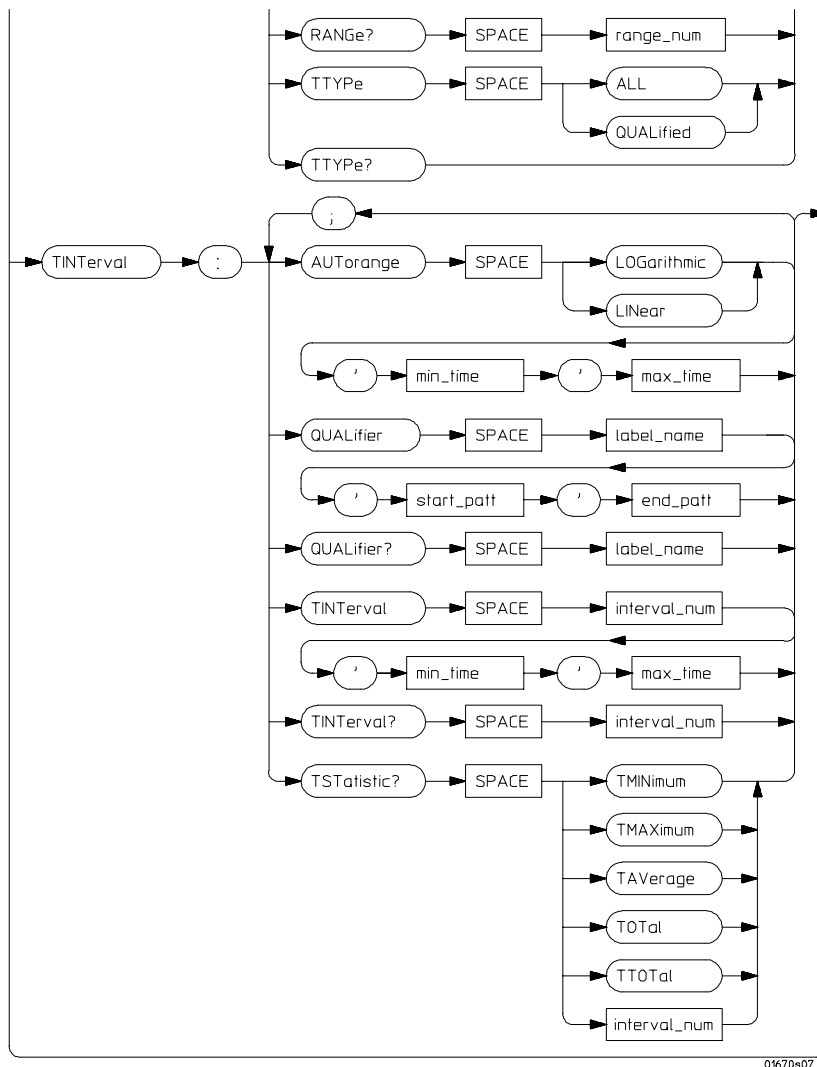 RANGe? SPACE range_num
TTYPe SPACE ALL
QUALified
TTYPe?
;
TINTerval : AUTorange SPACE LOGarithmic
LINear
, min_time , max_time
QUALifier SPACE label_name
, start_patt , end_patt
QUALifier? SPACE label_name
TINTerval SPACE interval_num
, min_time , max_time
TINTerval? SPACE interval_num
TSTatistic? SPACE TMINimum
TMAXimum
TAVerage
TOTal
TTOTal
interval_num
01670s07